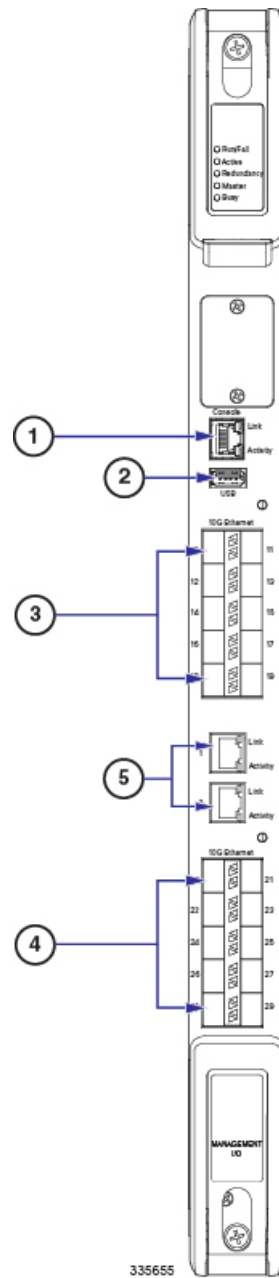 Run/Fail
Active
Redundancy
Master
Busy
Console
Link
1
Activity
2
USB
10G Ethernet
11
12
13
3
14
15
16
17
19
Link
Activity
5
Link
Activity
10G Ethernet
21
22
23
4
24
25
26
27
29
MANAGEMENT
I/O
335655